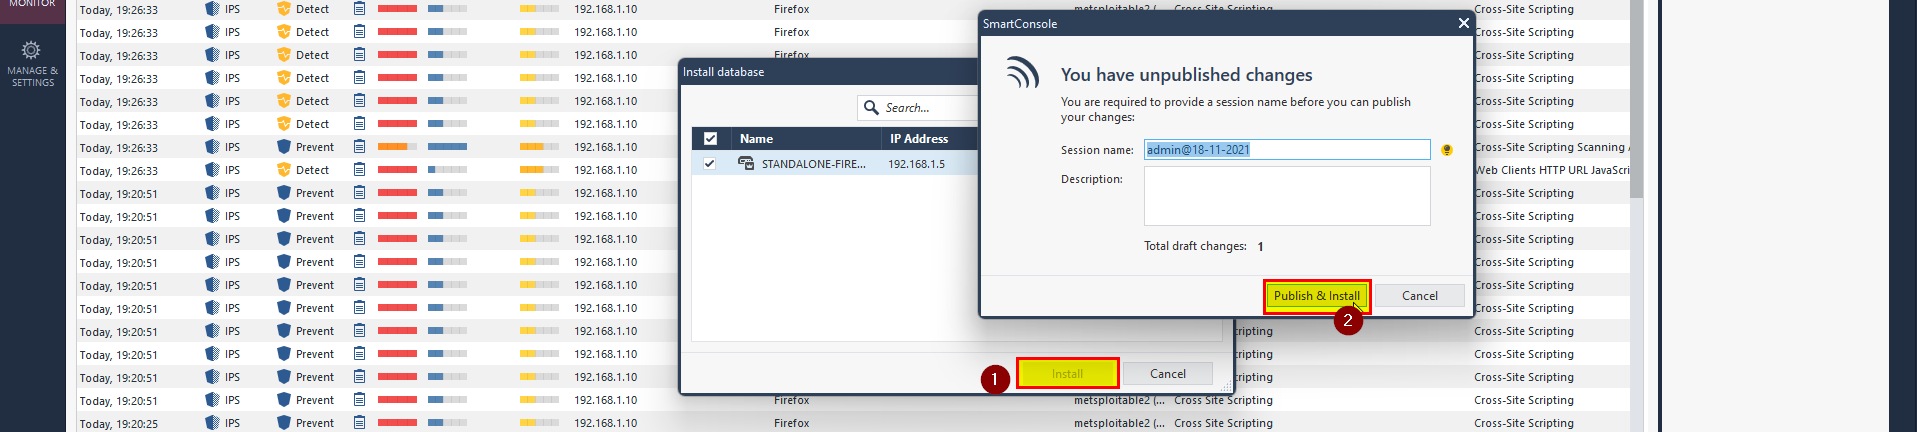 MONITOR
MANAGE & SETTINGS
Today, 19:26:33 IPS Detect 192.168.1.10 Firefox metsploitable2 (... Cross Site Scripting Cross-Site Scripting
Today, 19:26:33 IPS Detect 192.168.1.10 Firefox Cross-Site Scripting
Today, 19:26:33 IPS Detect 192.168.1.10 Firefox Cross-Site Scripting
Today, 19:26:33 IPS Detect 192.168.1.10 Cross-Site Scripting
Today, 19:26:33 IPS Detect 192.168.1.10 Cross-Site Scripting
Today, 19:26:33 IPS Detect 192.168.1.10 Cross-Site Scripting
Today, 19:26:33 IPS Prevent 192.168.1.10 Cross-Site Scripting Scanning
Today, 19:26:33 IPS Detect 192.168.1.10 Web Clients HTTP URL JavaScri
Today, 19:20:51 IPS Prevent 192.168.1.10 Cross-Site Scripting
Today, 19:20:51 IPS Prevent 192.168.1.10 Cross-Site Scripting
Today, 19:20:51 IPS Prevent 192.168.1.10 Cross-Site Scripting
Today, 19:20:51 IPS Prevent 192.168.1.10 Cross-Site Scripting
Today, 19:20:51 IPS Prevent 192.168.1.10 Cross-Site Scripting
Today, 19:20:51 IPS Prevent 192.168.1.10 Cross-Site Scripting
Today, 19:20:51 IPS Prevent 192.168.1.10 ripting Cross-Site Scripting
Today, 19:20:51 IPS Prevent 192.168.1.10 cripting Cross-Site Scripting
Today, 19:20:51 IPS Prevent 192.168.1.10 cripting Cross-Site Scripting
Today, 19:20:51 IPS Prevent 192.168.1.10 Firefox metsploitable2 (... Cross Site Scripting Cross-Site Scripting
Today, 19:20:25 IPS Prevent 192.168.1.10 Firefox metsploitable2 (... Cross Site Scripting Cross-Site Scripting
Install database
Search...
Name IP Address
STANDALONE-FIRE... 192.168.1.5
1 Install Cancel
SmartConsole
You have unpublished changes
You are required to provide a session name before you can publish
your changes:
Session name: admin@18-11-2021
Description:
Total draft changes: 1
Publish & Install Cancel
2